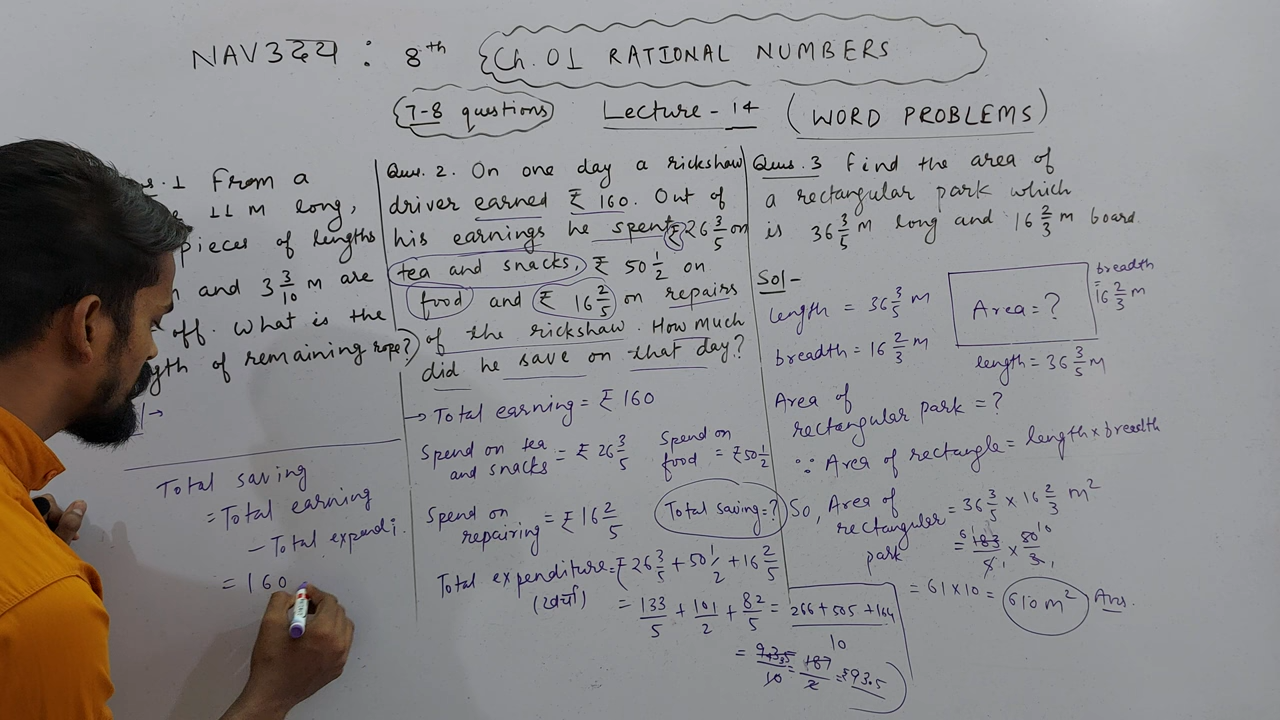 NAV3दय : 8th Ch. 01 RATIONAL NUMBERS
7-8 questions Lecture - 14 (WORD PROBLEMS)
s. 1 From a
11 M long,
pieces of lengths
and 3 3/10 m are
off. What is the
gth of remaining rope?
Total saving
= Total earning
- Total expendi.
= 160
Ques. 2. On one day a rickshaw
driver earned ₹ 160. Out of
his earnings he spent ₹ 26 3/5 on
tea and snacks, ₹ 50 1/2 on
food and ₹ 16 2/5 on repairs
of the rickshaw. How much
did he save on that day?
→ Total earning = ₹ 160
Spend on tea and snacks = ₹ 26 3/5
Spend on food = ₹50 1/2
Spend on repairing = ₹ 16 2/5
Total saving = ?
Total expenditure = ₹ 26 3/5 + 50 1/2 + 16 2/5
(खर्चा)
= 133/5 + 101/2 + 82/5 = 266 + 505 + 164 / 10
= 935/10 = 187/2 = ₹93.5
Ques. 3 Find the area of
a rectangular park which
is 36 3/5 m long and 16 2/3 m board.
Sol -
length = 36 3/5 m
breadth = 16 2/3 m
Area = ?
breadth = 16 2/3 m
length = 36 3/5 m
Area of
rectangular park = ?
∵ Area of rectangle = length × breadth
So, Area of rectangular park = 36 3/5 × 16 2/3 m²
= 183/5 × 50/3
= 61 × 10 = 610 m² Ans.